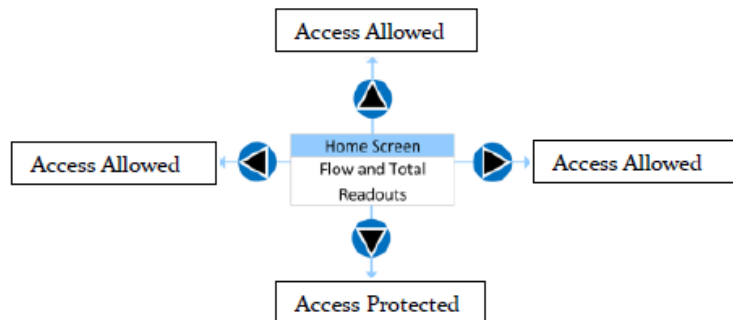 Access Allowed
Access Allowed
Home Screen
Flow and Total
Readouts
Access Allowed
Access Protected